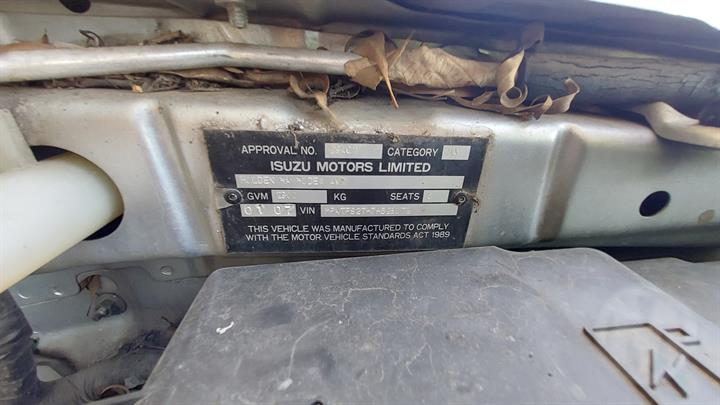 APPROVAL NO. CATEGORY
ISUZU MOTORS LIMITED
HOLDEN
GVM KG SEATS
01 07 VIN
THIS VEHICLE WAS MANUFACTURED TO COMPLY
WITH THE MOTOR VEHICLE STANDARDS ACT 1989